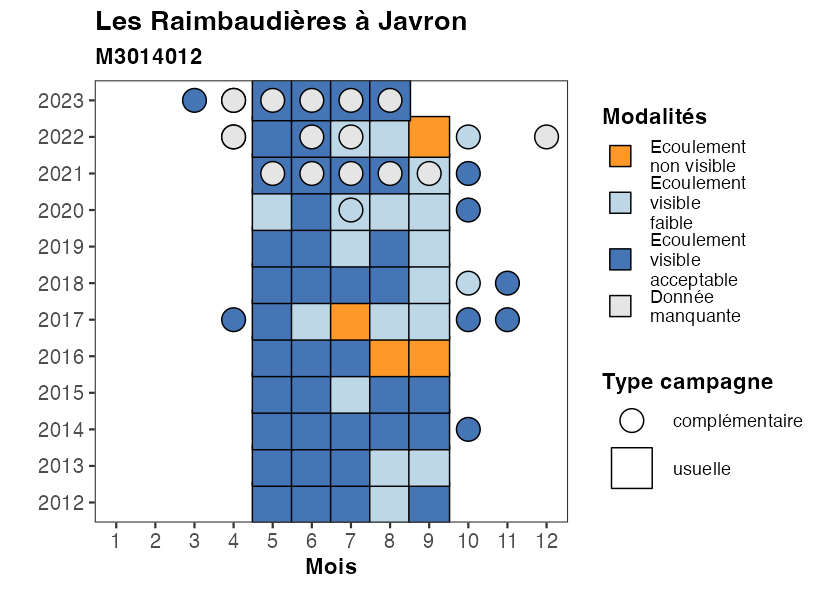 Les Raimbaudières à Javron
M3014012
2023
2022
2021
2020
2019
2018
2017
2016
2015
2014
2013
2012
1 2 3 4 5 6 7 8 9 10 11 12
Mois
Modalités
Ecoulement
non visible
Ecoulement
visible
faible
Ecoulement
visible
acceptable
Donnée
manquante
Type campagne
complémentaire
usuelle